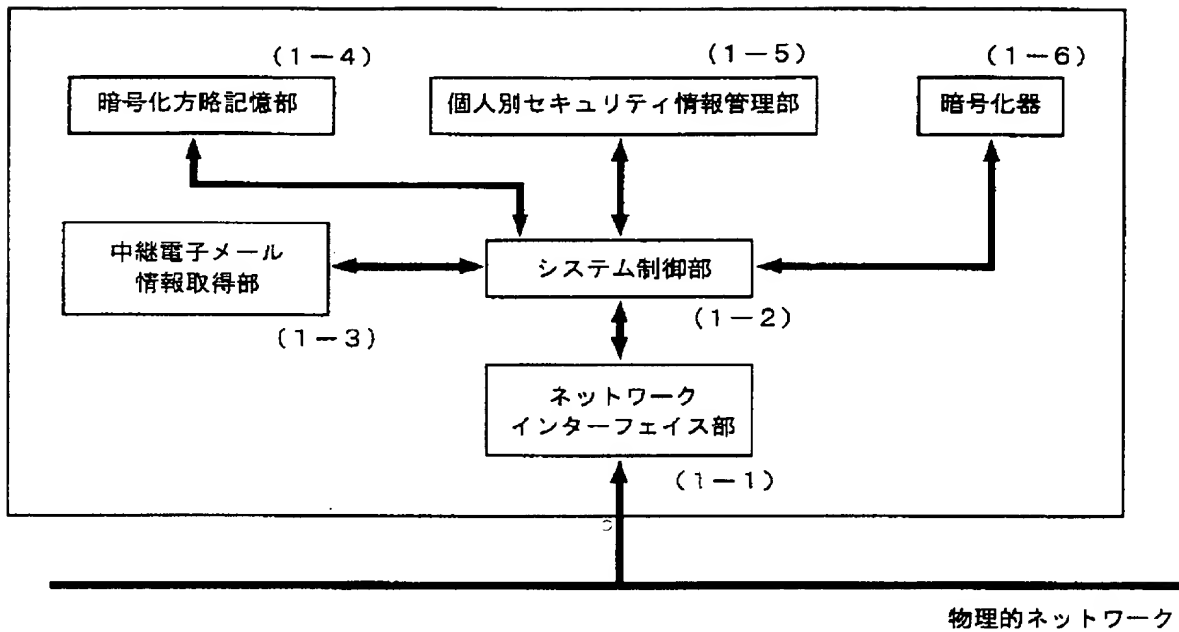 (1-4)
(1-5)
(1-6)
暗号化方略記憶部
個人別セキュリティ情報管理部
暗号化器
中継電子メール
情報取得部
(1-3)
システム制御部
(1-2)
ネットワーク
インターフェイス部
(1-1)
物理的ネットワーク